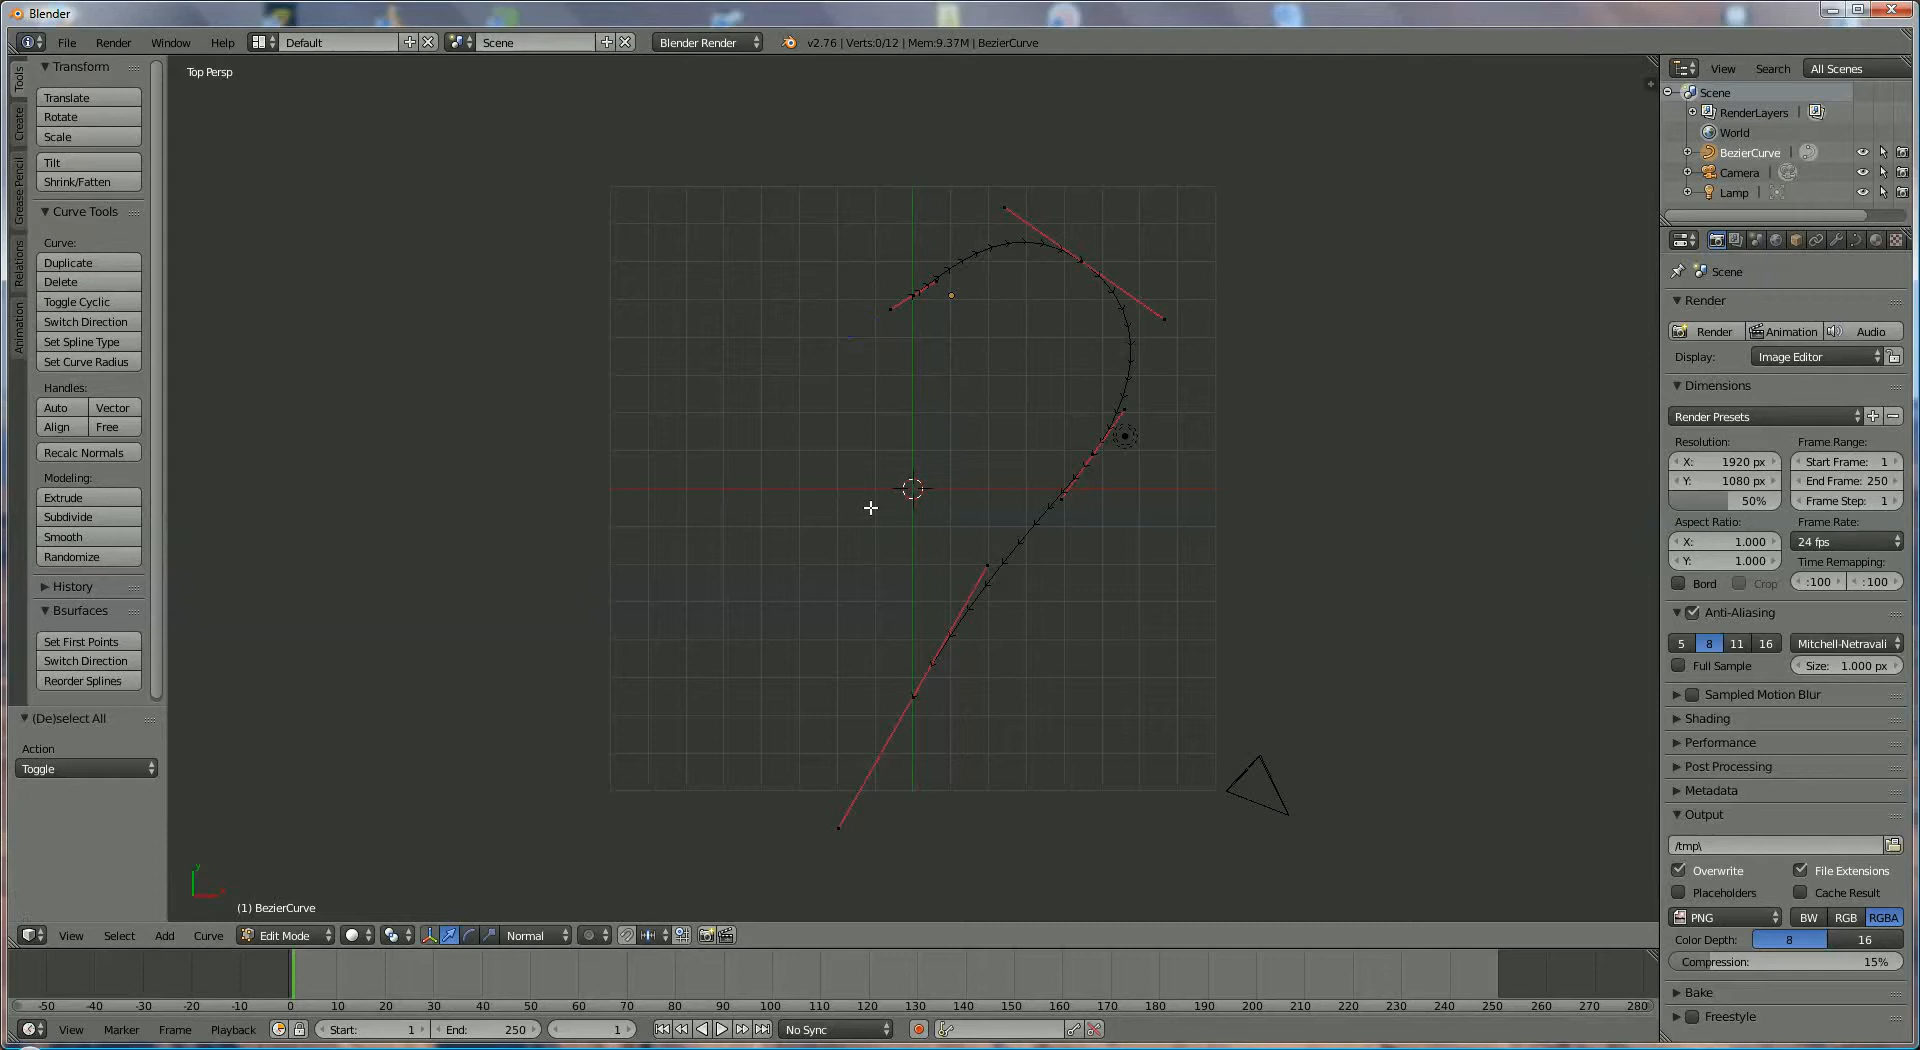 Blender
File Render Window Help Default Scene Blender Render v2.76 | Verts:0/12 | Mem:9.37M | BezierCurve
Tools
Create
Grease Pencil
Relations
Animation
Transform
Translate
Rotate
Scale
Tilt
Shrink/Fatten
Curve Tools
Curve:
Duplicate
Delete
Toggle Cyclic
Switch Direction
Set Spline Type
Set Curve Radius
Handles:
Auto Vector
Align Free
Recalc Normals
Modeling:
Extrude
Subdivide
Smooth
Randomize
History
Bsurfaces
Set First Points
Switch Direction
Reorder Splines
(De)select All
Action
Toggle
Top Persp
y
x
(1) BezierCurve
View Select Add Curve Edit Mode Normal
-50 -40 -30 -20 -10 0 10 20 30 40 50 60 70 80 90 100 110 120 130 140 150 160 170 180 190 200 210 220 230 240 250 260 270 280
View Marker Frame Playback Start: 1 End: 250 1 No Sync
View Search All Scenes
Scene
RenderLayers
World
BezierCurve
Camera
Lamp
Scene
Render
Render Animation Audio
Display: Image Editor
Dimensions
Render Presets
Resolution: Frame Range:
X: 1920 px Start Frame: 1
Y: 1080 px End Frame: 250
50% Frame Step: 1
Aspect Ratio: Frame Rate:
X: 1.000 24 fps
Y: 1.000 Time Remapping:
Bord Crop :100 :100
Anti-Aliasing
5 8 11 16 Mitchell-Netravali
Full Sample Size: 1.000 px
Sampled Motion Blur
Shading
Performance
Post Processing
Metadata
Output
/tmp\
Overwrite File Extensions
Placeholders Cache Result
PNG BW RGB RGBA
Color Depth: 8 16
Compression: 15%
Bake
Freestyle